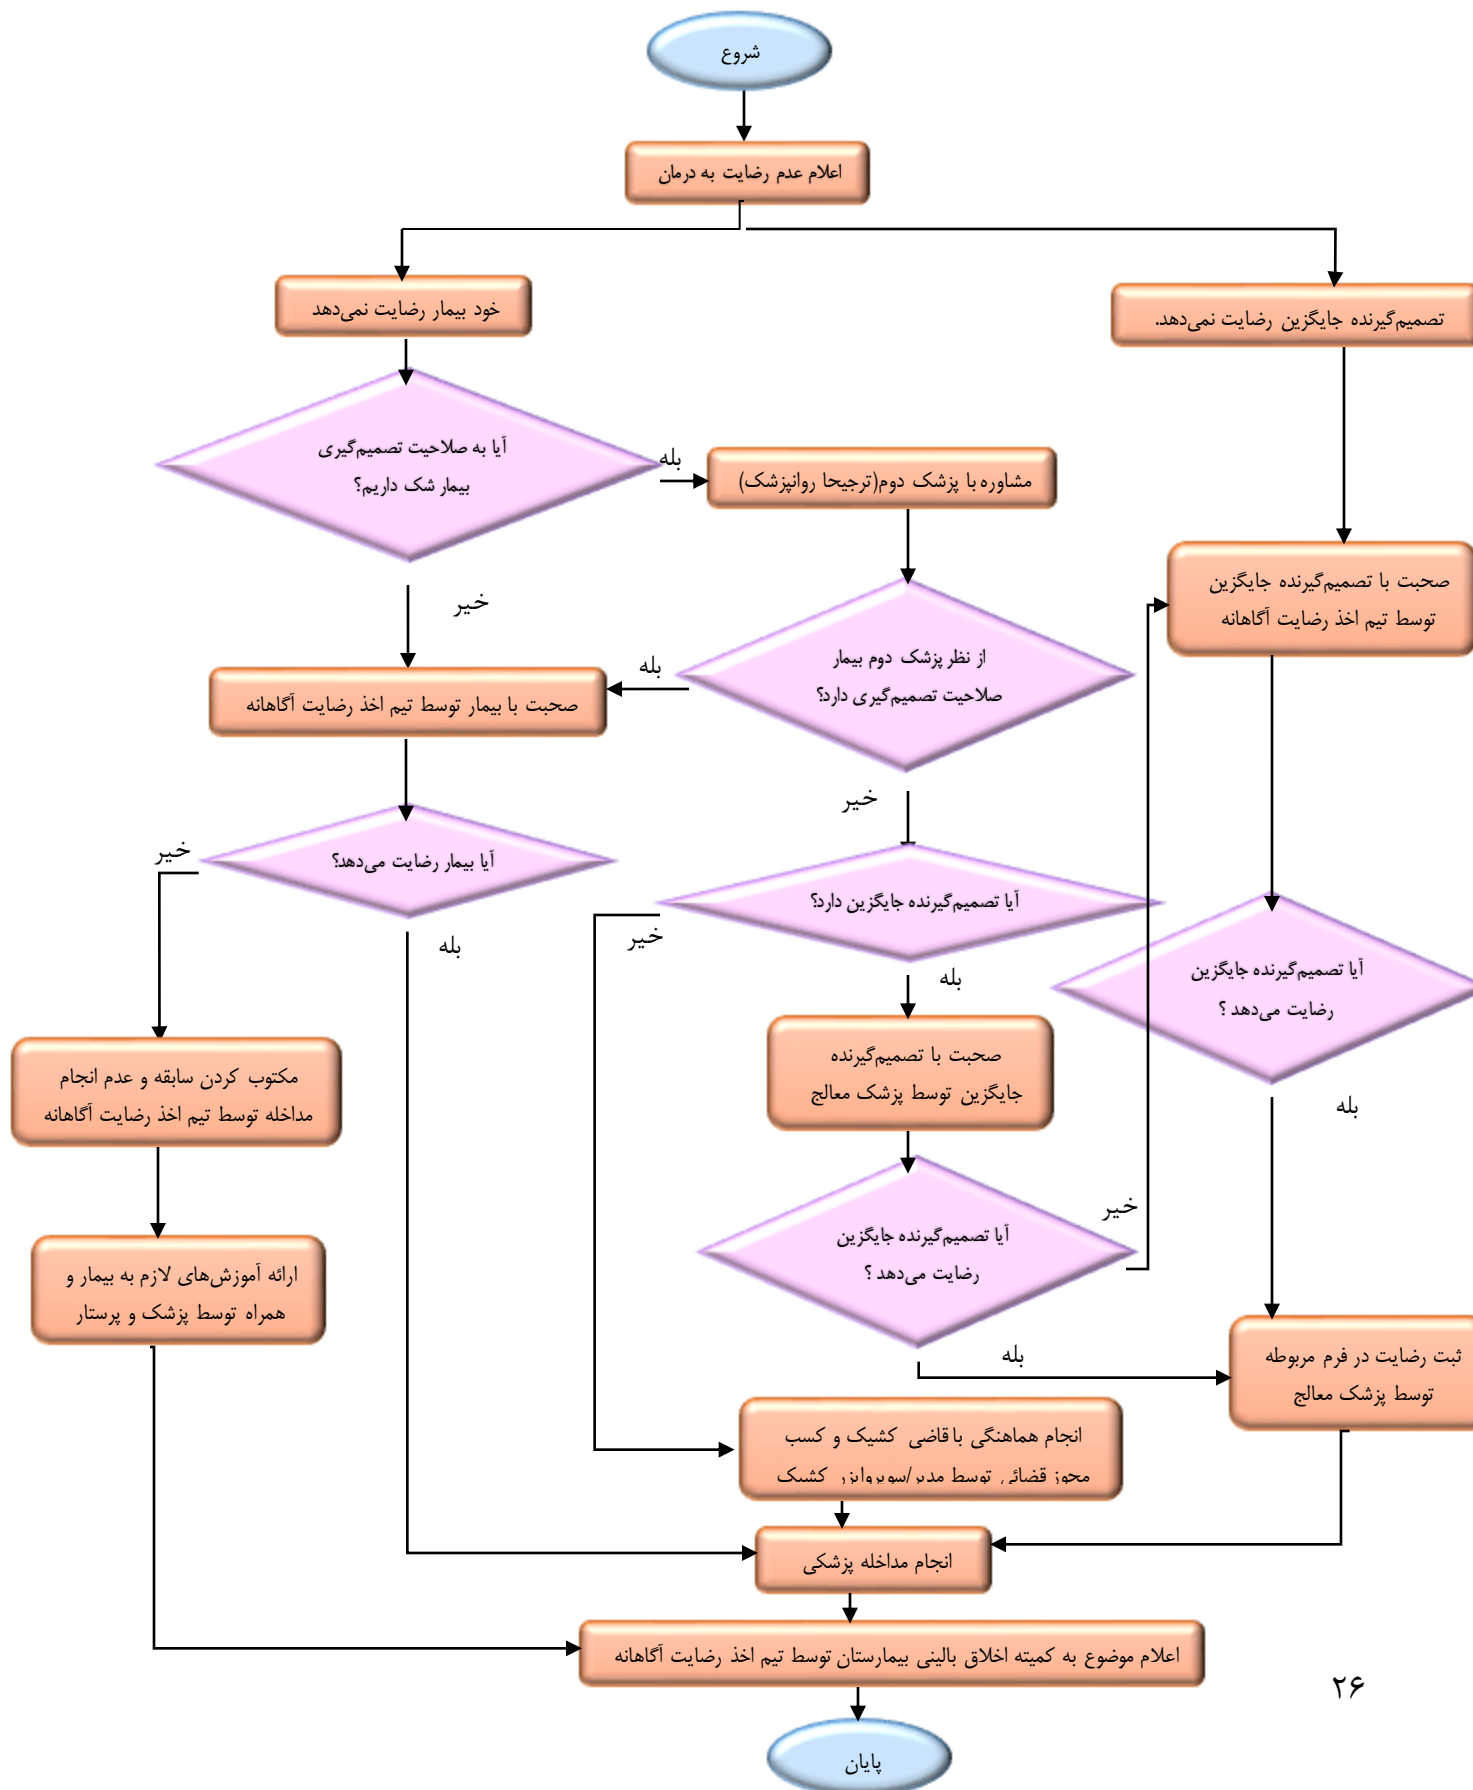 شروع
اعلام عدم رضایت به درمان
خود بیمار رضایت نمی‌دهد
تصمیم‌گیرنده جایگزین رضایت نمی‌دهد.
آیا به صلاحیت تصمیم‌گیری
بیمار شک داریم؟
بله
مشاوره با پزشک دوم(ترجیحا روانپزشک)
خیر
صحبت با تصمیم‌گیرنده جایگزین
توسط تیم اخذ رضایت آگاهانه
از نظر پزشک دوم بیمار
صلاحیت تصمیم‌گیری دارد؟
بله
صحبت با بیمار توسط تیم اخذ رضایت آگاهانه
خیر
آیا بیمار رضایت می‌دهد؟
خیر
بله
آیا تصمیم‌گیرنده جایگزین دارد؟
خیر
بله
آیا تصمیم‌گیرنده جایگزین
رضایت می‌دهد ؟
بله
صحبت با تصمیم‌گیرنده
جایگزین توسط پزشک معالج
مکتوب کردن سابقه و عدم انجام
مداخله توسط تیم اخذ رضایت آگاهانه
آیا تصمیم‌گیرنده جایگزین
رضایت می‌دهد ؟
خیر
بله
ارائه آموزش‌های لازم به بیمار و
همراه توسط پزشک و پرستار
ثبت رضایت در فرم مربوطه
توسط پزشک معالج
انجام هماهنگی با قاضی کشیک و کسب
مجوز قضائی توسط مدیر/سوپروایزر کشیک
انجام مداخله پزشکی
اعلام موضوع به کمیته اخلاق بالینی بیمارستان توسط تیم اخذ رضایت آگاهانه
پایان
۲۶